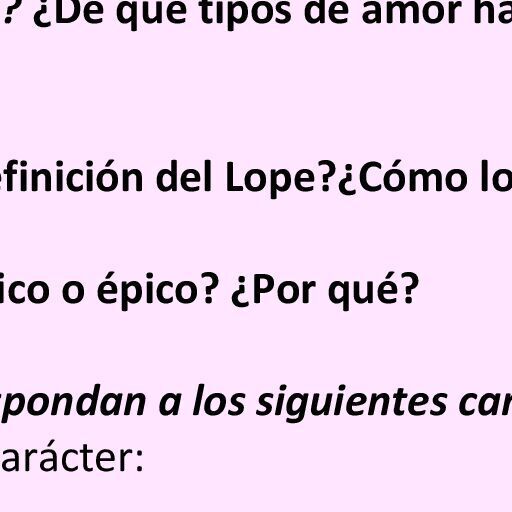 ? ¿De qué tipos de amor ha
efinición del Lope?¿Cómo lo
ico o épico? ¿Por qué?
spondan a los siguientes car
arácter: